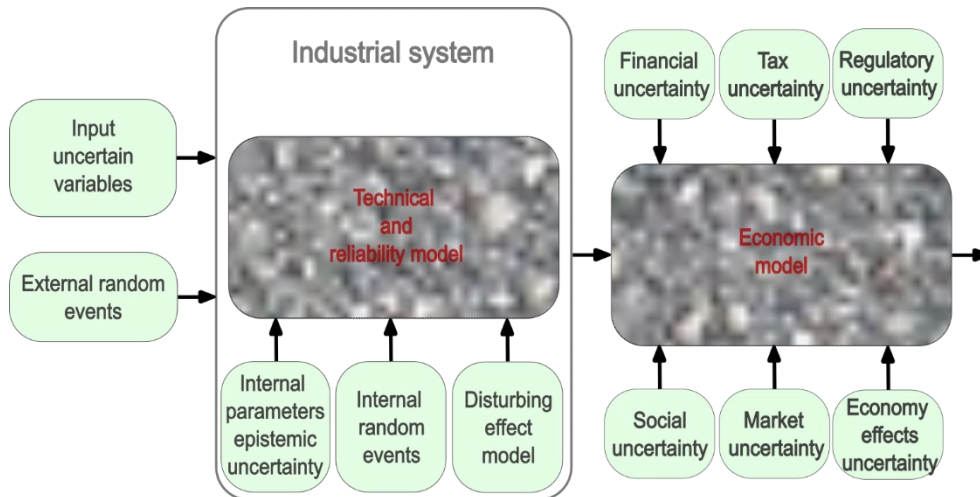 Industrial system
Input
uncertain
variables
External random
events
Technical
and
reliability model
Internal
parameters
epistemic
uncertainty
Internal
random
events
Disturbing
effect
model
Financial
uncertainty
Tax
uncertainty
Regulatory
uncertainty
Economic
model
Social
uncertainty
Market
uncertainty
Economy
effects
uncertainty